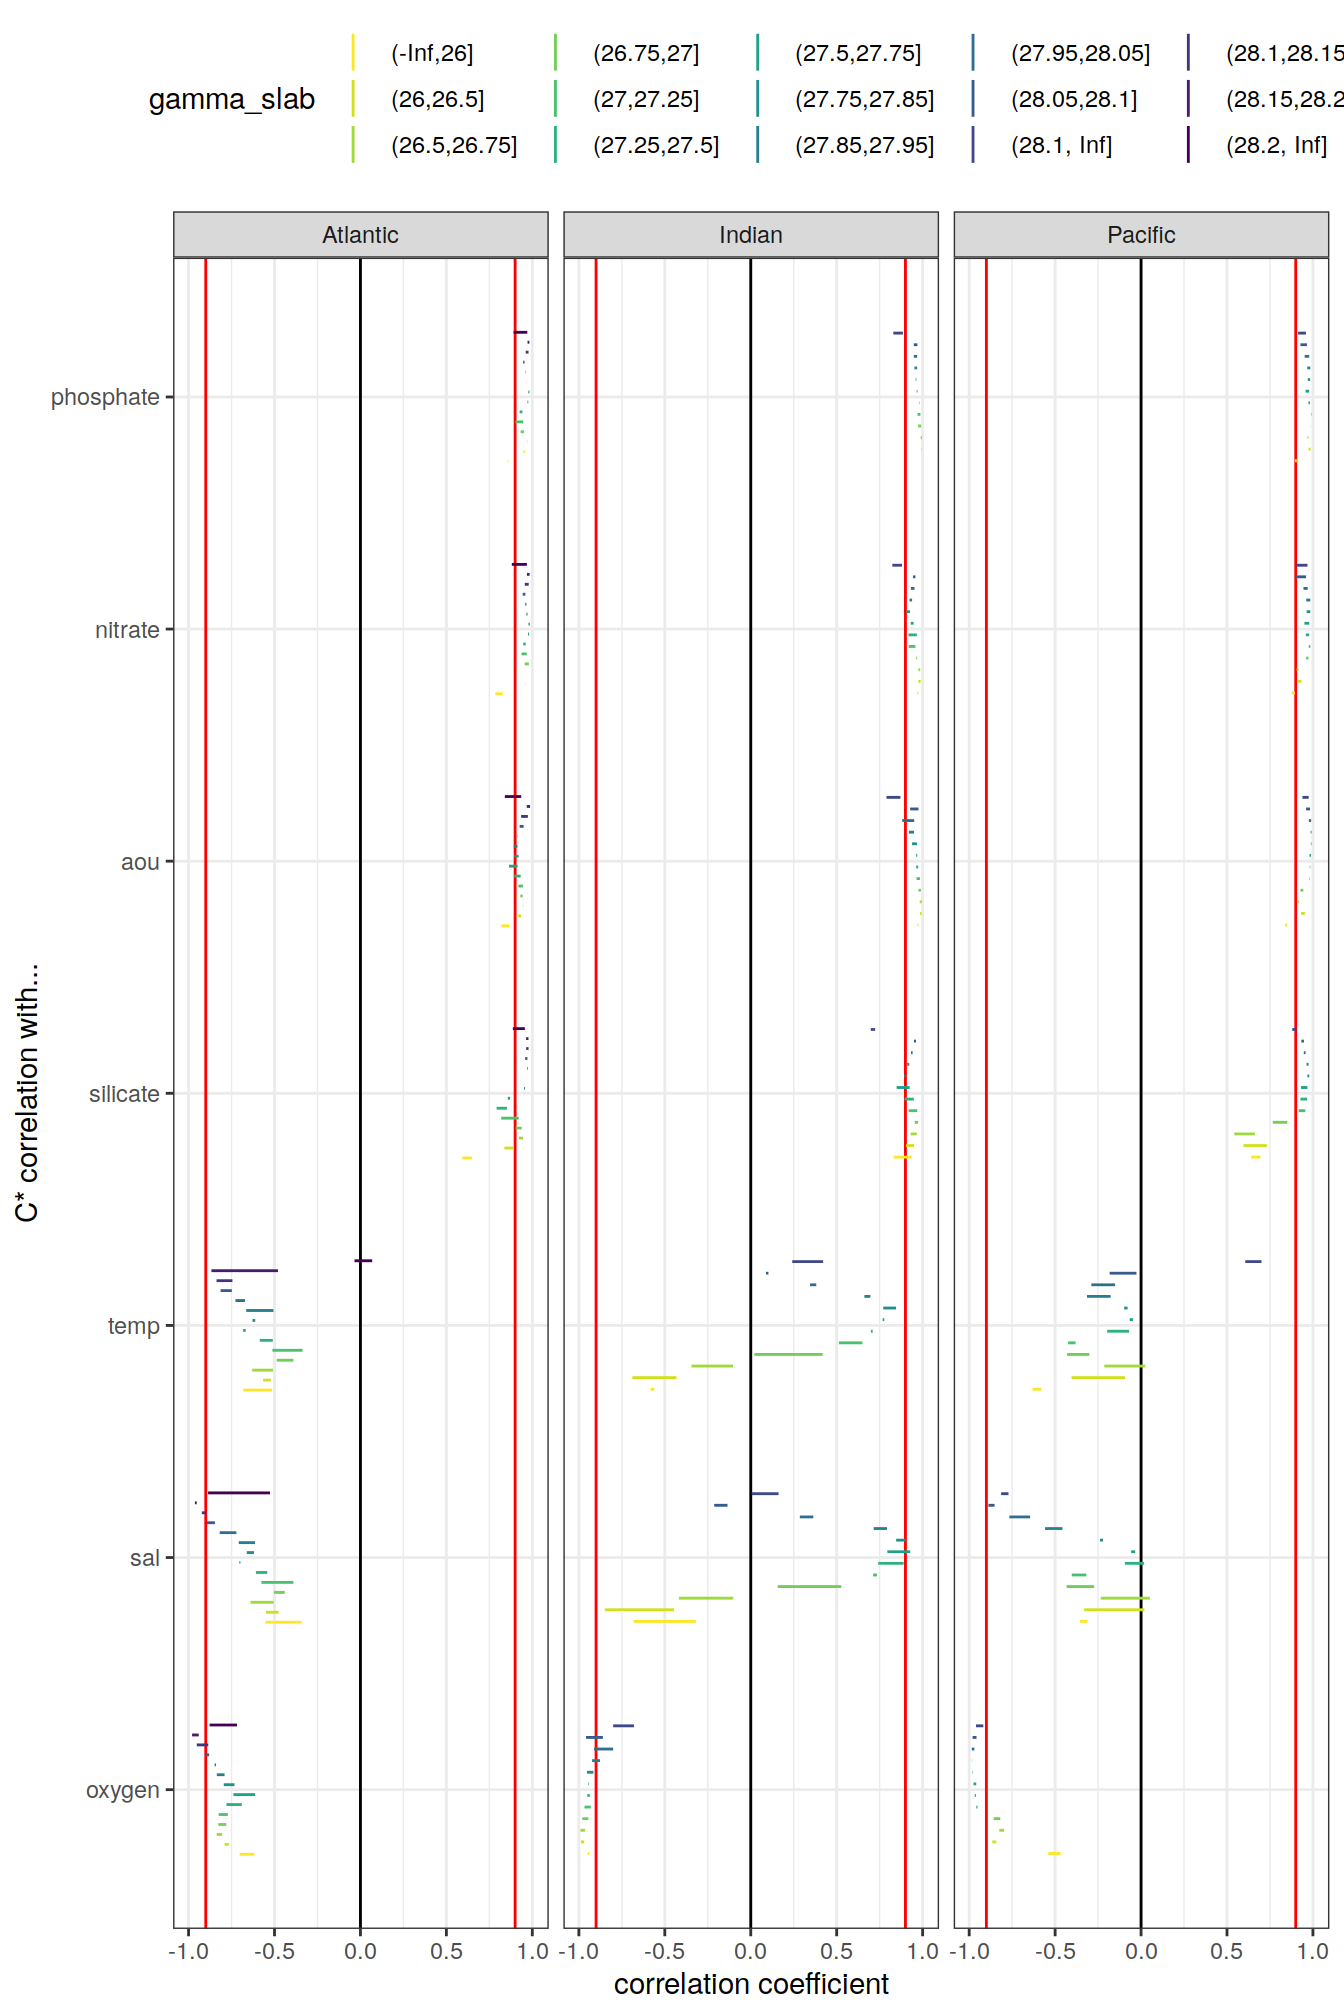 gamma_slab
(-Inf,26] (26.75,27] (27.5,27.75] (27.95,28.05] (28.1,28.15
(26,26.5] (27,27.25] (27.75,27.85] (28.05,28.1] (28.15,28.2
(26.5,26.75] (27.25,27.5] (27.85,27.95] (28.1, Inf] (28.2, Inf]
Atlantic Indian Pacific
phosphate
nitrate
aou
silicate
temp
sal
oxygen
C* correlation with...
-1.0 -0.5 0.0 0.5 1.0 -1.0 -0.5 0.0 0.5 1.0 -1.0 -0.5 0.0 0.5 1.0
correlation coefficient